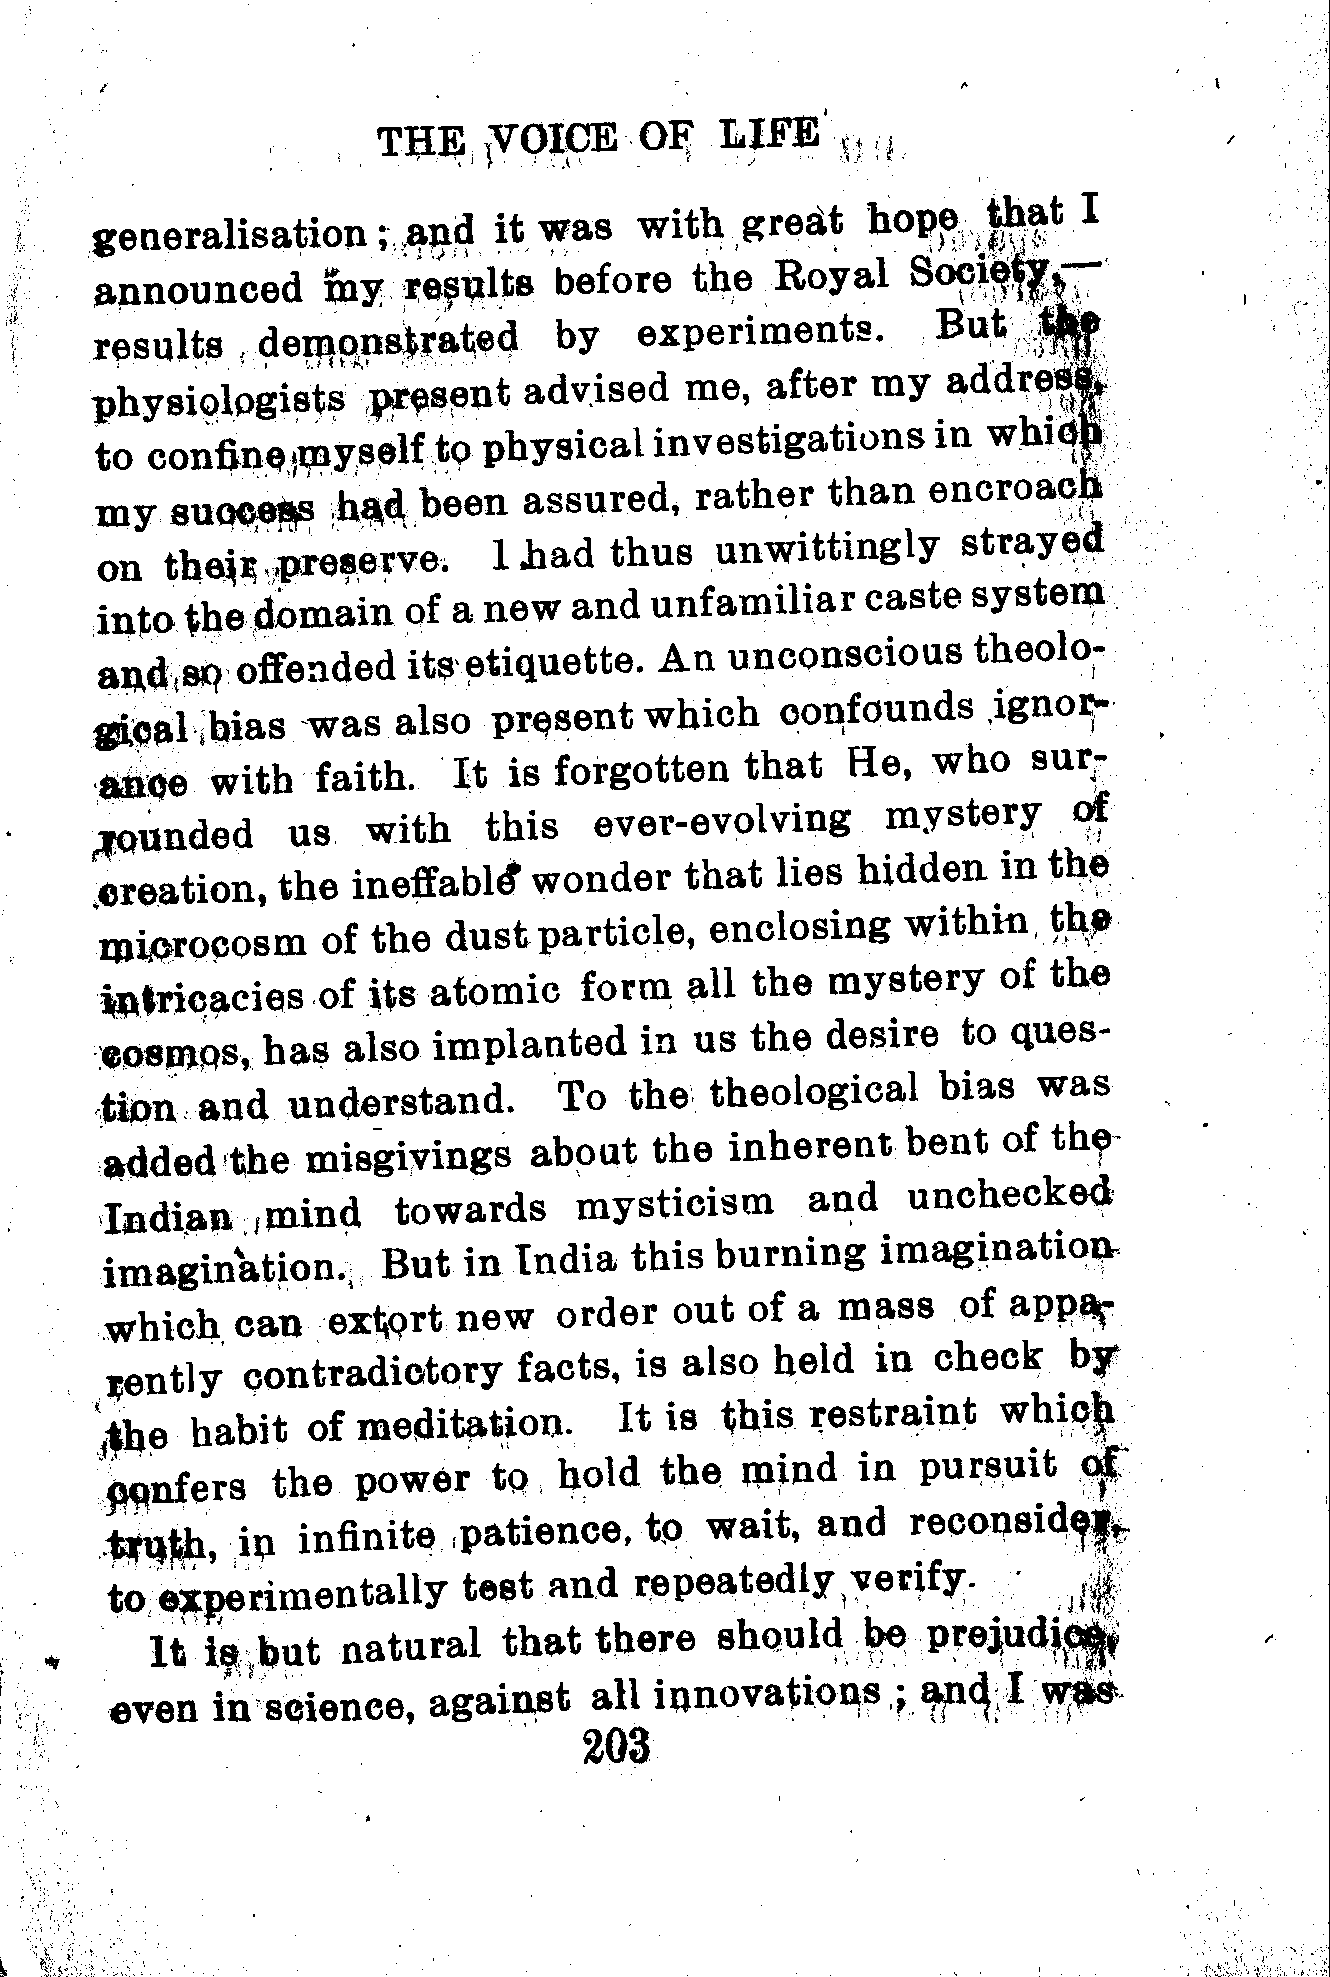 THE VOICE OF LIFE
generalisation; and it was with great hope that I
announced my results before the Royal Society,—
results demonstrated by experiments. But the
physiologists present advised me, after my address,
to confine myself to physical investigations in which
my success had been assured, rather than encroach
on their preserve. I had thus unwittingly strayed
into the domain of a new and unfamiliar caste system
and so offended its etiquette. An unconscious theolo-
gical bias was also present which confounds ignor-
ance with faith. It is forgotten that He, who sur-
rounded us with this ever-evolving mystery of
creation, the ineffable wonder that lies hidden in the
microcosm of the dust particle, enclosing within the
intricacies of its atomic form all the mystery of the
cosmos, has also implanted in us the desire to ques-
tion and understand. To the theological bias was
added the misgivings about the inherent bent of the
Indian mind towards mysticism and unchecked
imagination. But in India this burning imagination
which can extort new order out of a mass of appa-
rently contradictory facts, is also held in check by
the habit of meditation. It is this restraint which
confers the power to hold the mind in pursuit of
truth, in infinite patience, to wait, and reconsider,
to experimentally test and repeatedly verify.
It is but natural that there should be prejudice,
even in science, against all innovations; and I was
203